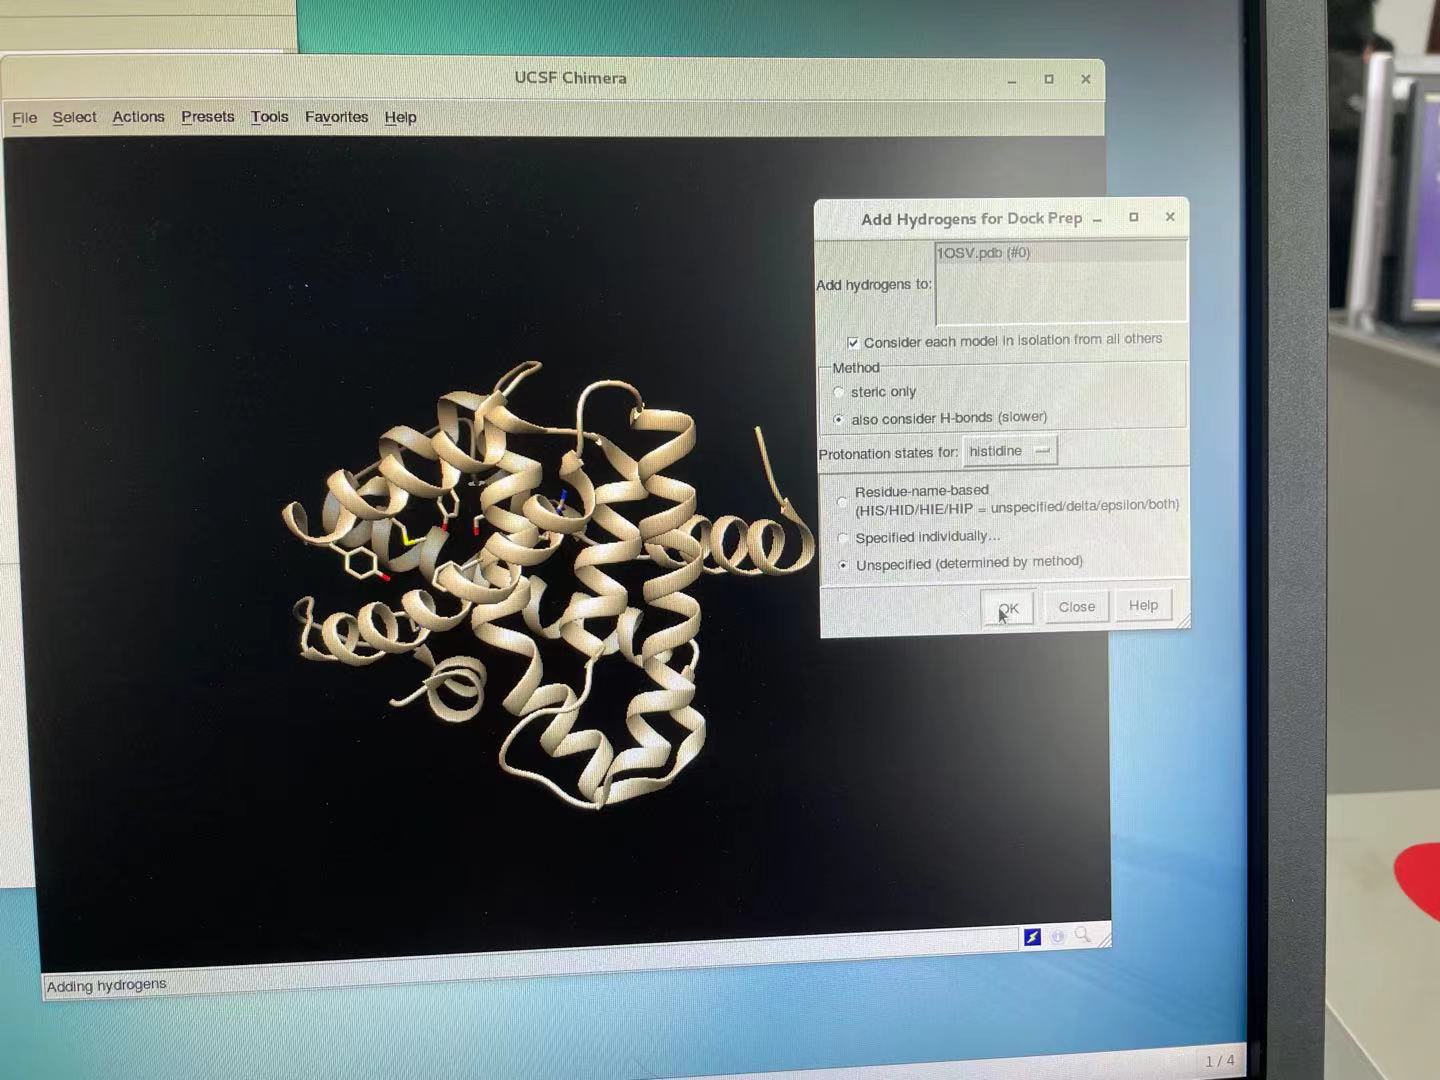 UCSF Chimera
File Select Actions Presets Tools Favorites Help
Add Hydrogens for Dock Prep
1OSV.pdb (#0)
Add hydrogens to:
Consider each model in isolation from all others
Method
steric only
also consider H-bonds (slower)
Protonation states for: histidine
Residue-name-based
(HIS/HID/HIE/HIP = unspecified/delta/epsilon/both)
Specified individually...
Unspecified (determined by method)
OK Close Help
Adding hydrogens
1 / 4